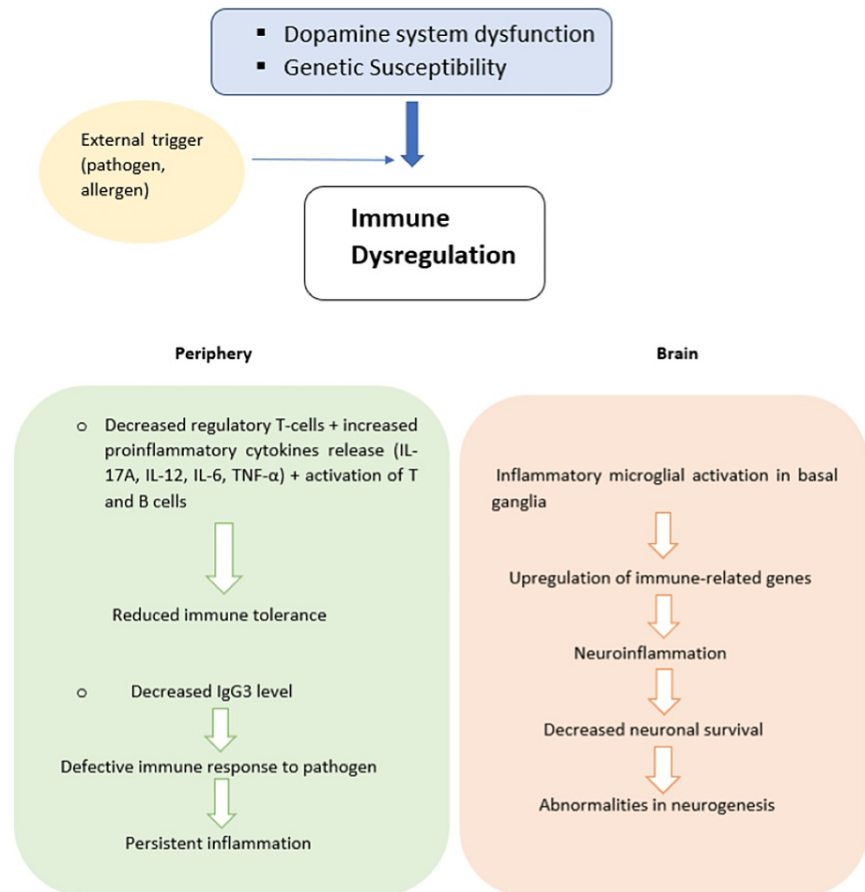 ▪ Dopamine system dysfunction
▪ Genetic Susceptibility
External trigger
(pathogen,
allergen)
Immune
Dysregulation
Periphery
o Decreased regulatory T-cells + increased
proinflammatory cytokines release (IL-
17A, IL-12, IL-6, TNF-α) + activation of T
and B cells
Reduced immune tolerance
o Decreased IgG3 level
Defective immune response to pathogen
Persistent inflammation
Brain
Inflammatory microglial activation in basal
ganglia
Upregulation of immune-related genes
Neuroinflammation
Decreased neuronal survival
Abnormalities in neurogenesis